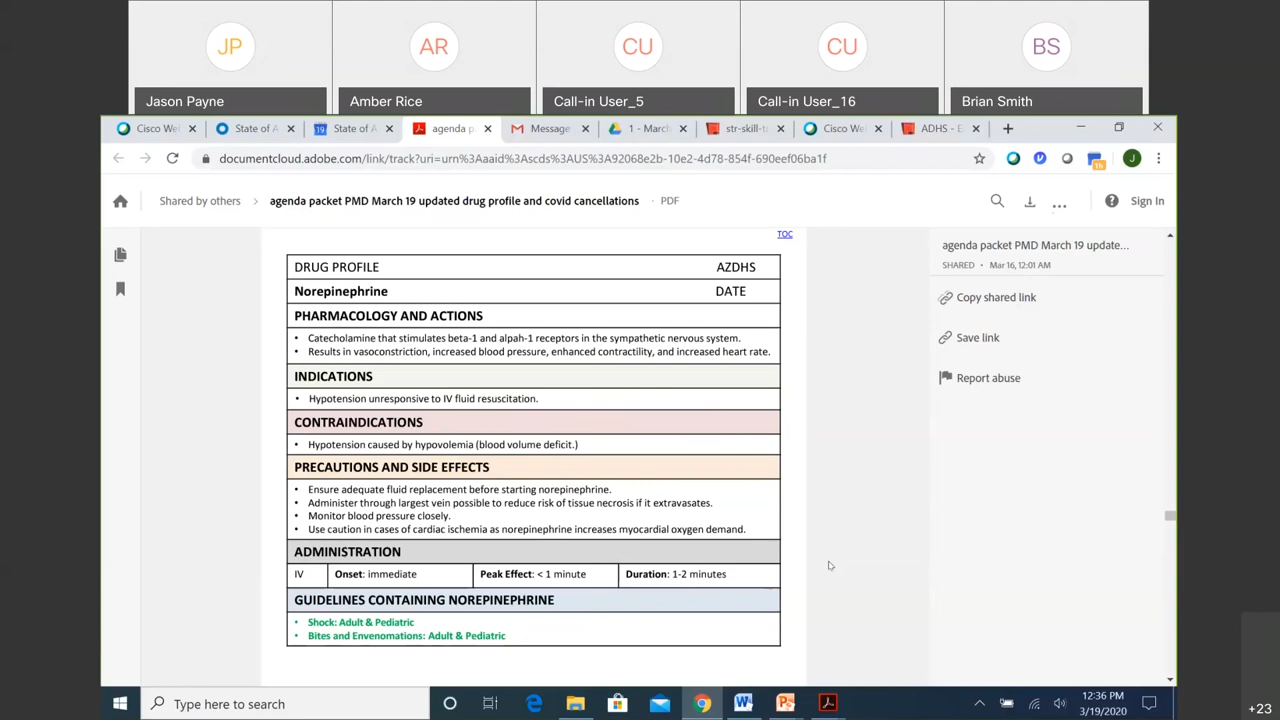 JP
AR
CU
CU
BS
Jason Payne
Amber Rice
Call-in User_5
Call-in User_16
Brian Smith
Cisco We
State of A
State of A
agenda p
Message
1 - March
str-skill-t
Cisco We
ADHS - E
documentcloud.adobe.com/link/track?uri=urn%3Aaaid%3Ascds%3AUS%3A92068e2b-10e2-4d78-854f-690eef06ba1f
J
Shared by others
agenda packet PMD March 19 updated drug profile and covid cancellations
PDF
Sign In
TOC
agenda packet PMD March 19 update...
SHARED • Mar 16, 12:01 AM
Copy shared link
Save link
Report abuse
DRUG PROFILE AZDHS
Norepinephrine DATE
PHARMACOLOGY AND ACTIONS
• Catecholamine that stimulates beta-1 and alpah-1 receptors in the sympathetic nervous system.
• Results in vasoconstriction, increased blood pressure, enhanced contractility, and increased heart rate.
INDICATIONS
• Hypotension unresponsive to IV fluid resuscitation.
CONTRAINDICATIONS
• Hypotension caused by hypovolemia (blood volume deficit.)
PRECAUTIONS AND SIDE EFFECTS
• Ensure adequate fluid replacement before starting norepinephrine.
• Administer through largest vein possible to reduce risk of tissue necrosis if it extravasates.
• Monitor blood pressure closely.
• Use caution in cases of cardiac ischemia as norepinephrine increases myocardial oxygen demand.
ADMINISTRATION
IV Onset: immediate Peak Effect: < 1 minute Duration: 1-2 minutes
GUIDELINES CONTAINING NOREPINEPHRINE
• Shock: Adult & Pediatric
• Bites and Envenomations: Adult & Pediatric
Type here to search
12:36 PM
3/19/2020
+23